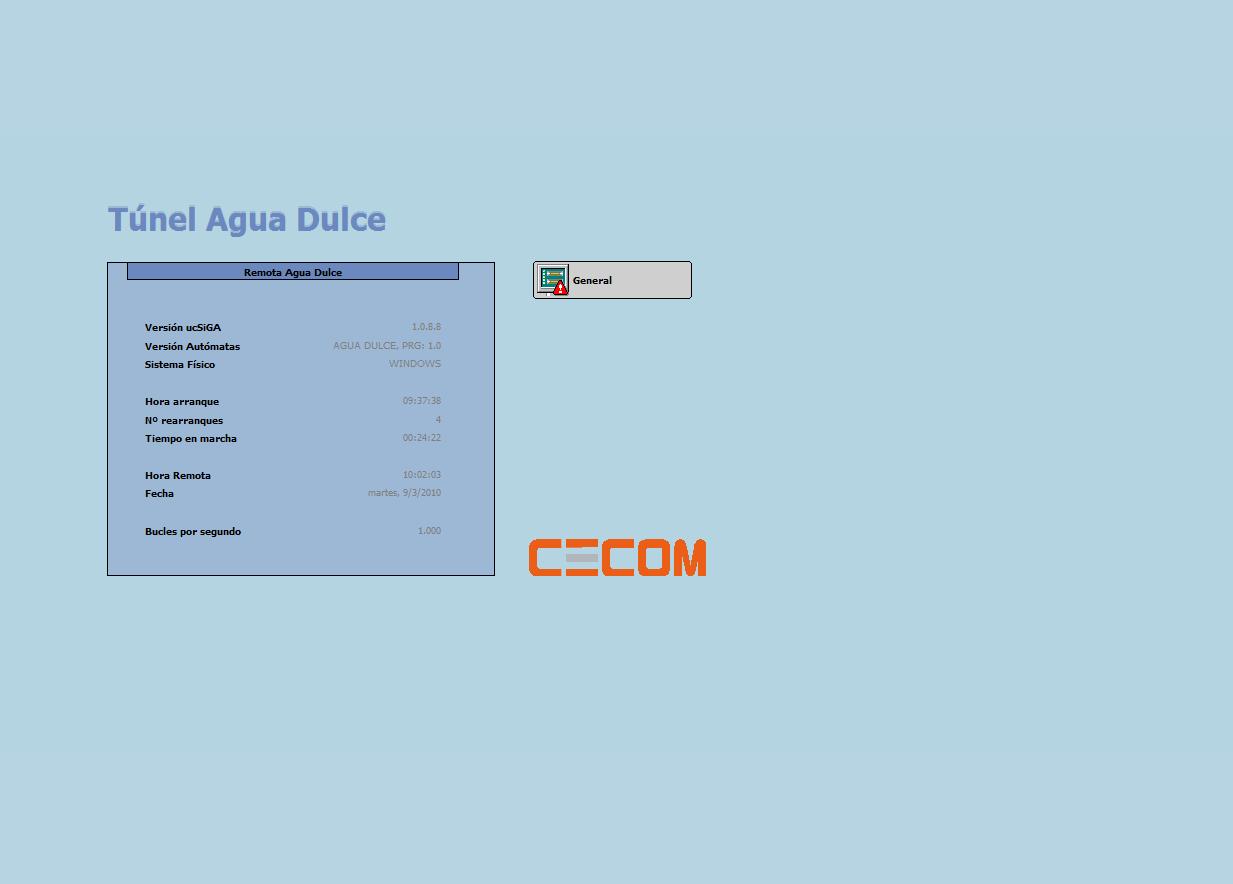 Túnel Agua Dulce
Remota Agua Dulce
General
Versión ucSiGA 1.0.8.8
Versión Autómatas AGUA DULCE, PRG: 1.0
Sistema Físico WINDOWS
Hora arranque 09:37:38
Nº rearranques 4
Tiempo en marcha 00:24:22
Hora Remota 10:02:03
Fecha martes, 9/3/2010
Bucles por segundo 1.000
CECOM